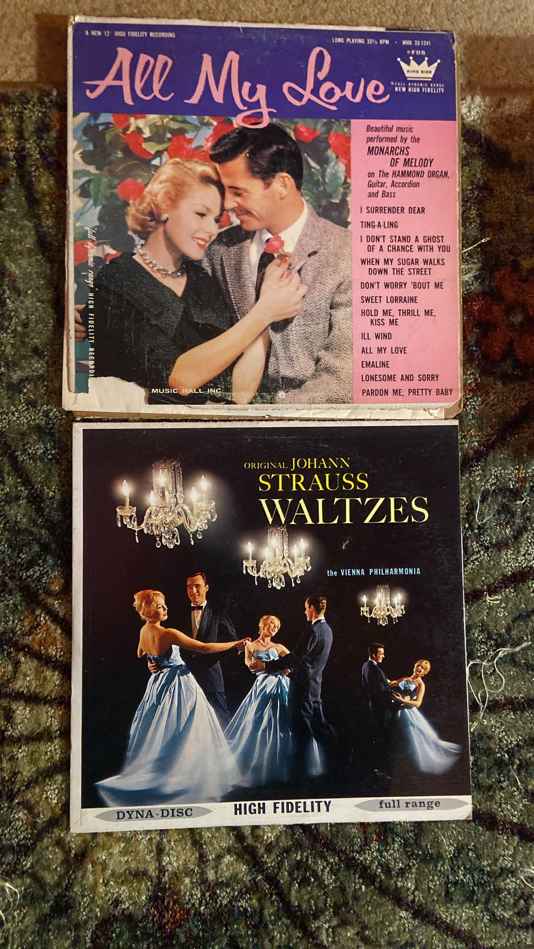 A NEW 12" HIGH FIDELITY RECORDING
LONG PLAYING 33⅓ RPM • MHK 33-1241
All My Love
KING SIZE
NEW HIGH FIDELITY
Beautiful music
performed by the
MONARCHS
OF MELODY
on The HAMMOND ORGAN,
Guitar, Accordion
and Bass
I SURRENDER DEAR
TING-A-LING
I DON'T STAND A GHOST
OF A CHANCE WITH YOU
WHEN MY SUGAR WALKS
DOWN THE STREET
DON'T WORRY 'BOUT ME
SWEET LORRAINE
HOLD ME, THRILL ME,
KISS ME
ILL WIND
ALL MY LOVE
EMALINE
LONESOME AND SORRY
PARDON ME, PRETTY BABY
HIGH FIDELITY
MUSIC HALL INC
ORIGINAL JOHANN
STRAUSS
WALTZES
the VIENNA PHILHARMONIA
DYNA-DISC
HIGH FIDELITY
full range